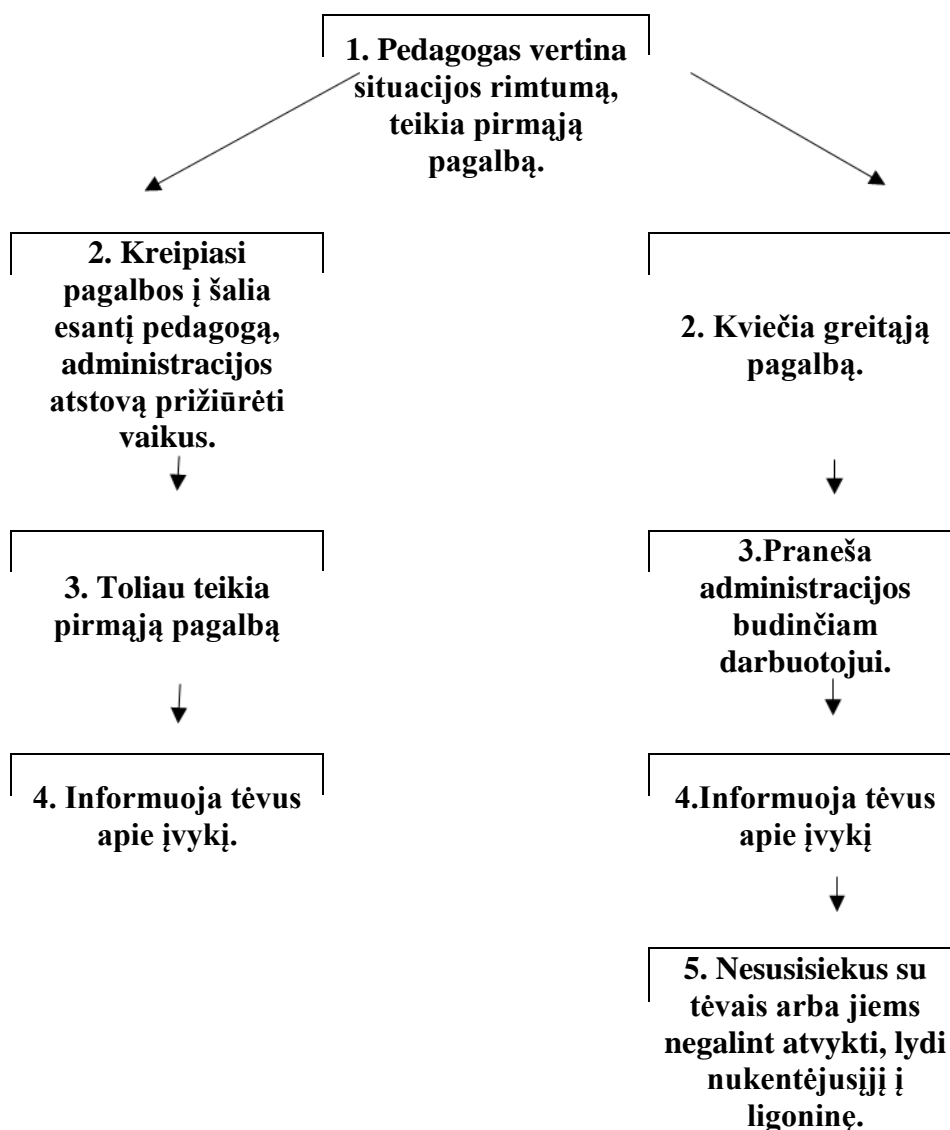 1. Pedagogas vertina
situacijos rimtumą,
teikia pirmąją
pagalbą.
2. Kreipiasi
pagalbos į šalia
esantį pedagogą,
administracijos
atstovą prižiūrėti
vaikus.
2. Kviečia greitąją
pagalbą.
3. Toliau teikia
pirmąją pagalbą
3.Praneša
administracijos
budinčiam
darbuotojui.
4. Informuoja tėvus
apie įvykį.
4.Informuoja tėvus
apie įvykį
5. Nesusisiekus su
tėvais arba jiems
negalint atvykti, lydi
nukentėjusįjį į
ligoninę.